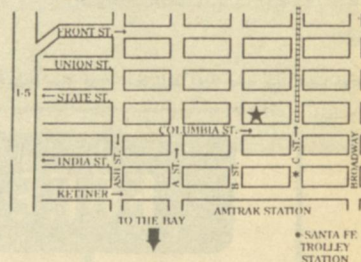 FRONT ST.
UNION ST.
I-5
STATE ST.
COLUMBIA ST.
INDIA ST.
ASH ST.
A ST.
B ST.
C ST.
BROADWAY
KETTNER
TO THE BAY
AMTRAK STATION
* SANTA FE
TROLLEY
STATION